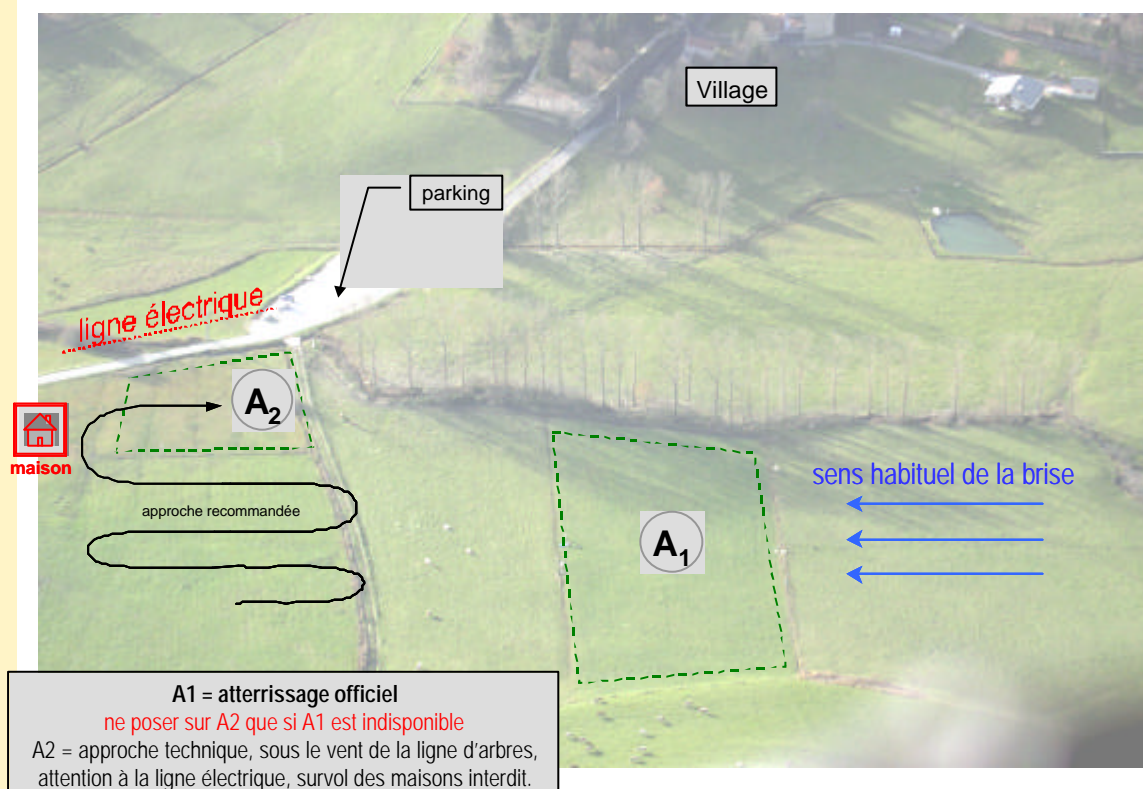 Village
parking
ligne électrique
A2
maison
approche recommandée
sens habituel de la brise
A1
A1 = atterrissage officiel
ne poser sur A2 que si A1 est indisponible
A2 = approche technique, sous le vent de la ligne d'arbres,
attention à la ligne électrique, survol des maisons interdit.